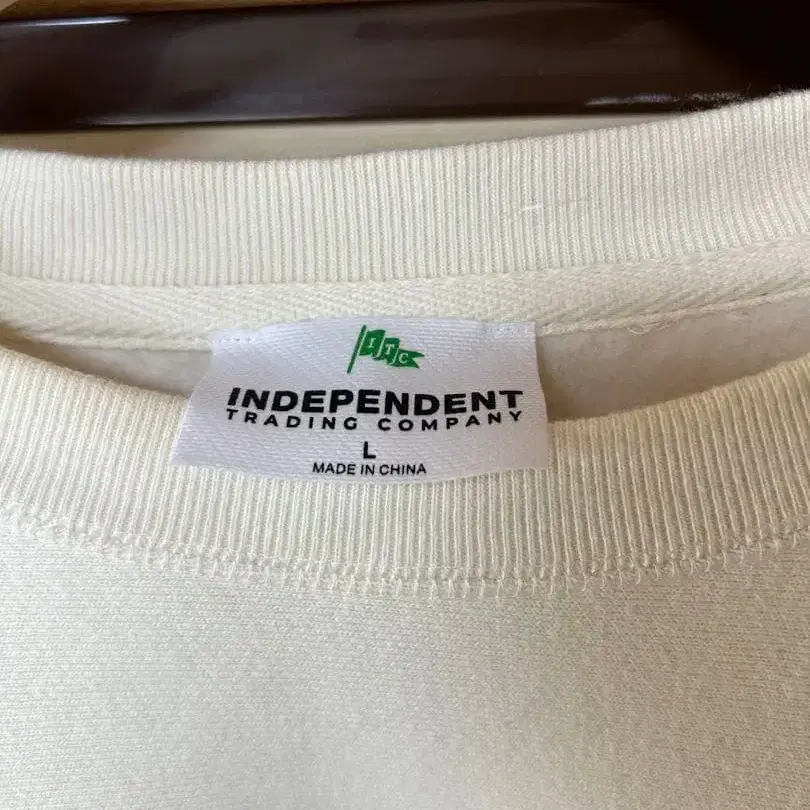 ITC
INDEPENDENT
TRADING COMPANY
L
MADE IN CHINA